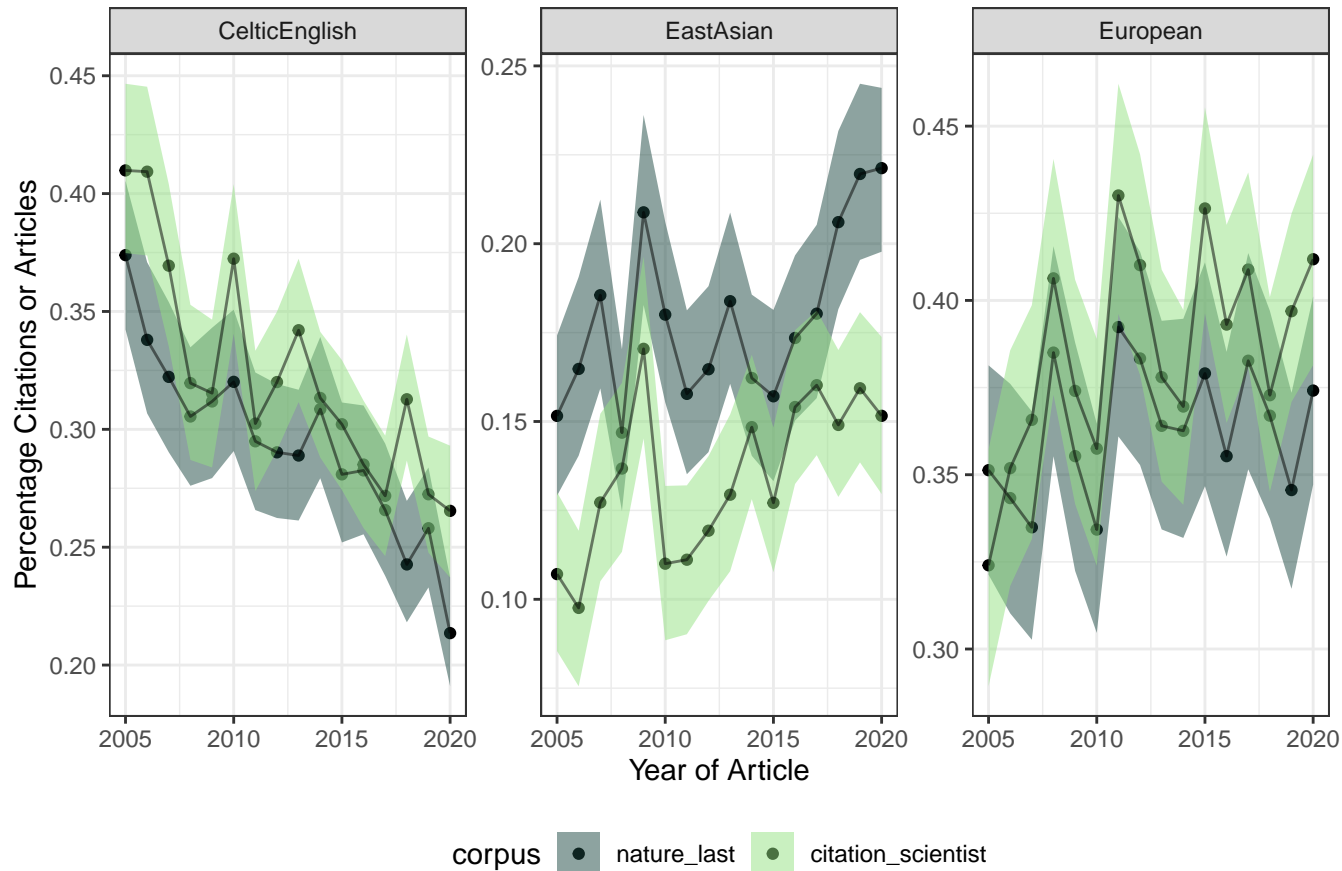 CelticEnglish
EastAsian
European
Percentage Citations or Articles
0.45
0.40
0.35
0.30
0.25
0.20
0.25
0.20
0.15
0.10
0.45
0.40
0.35
0.30
2005 2010 2015 2020
2005 2010 2015 2020
2005 2010 2015 2020
Year of Article
corpus nature_last citation_scientist